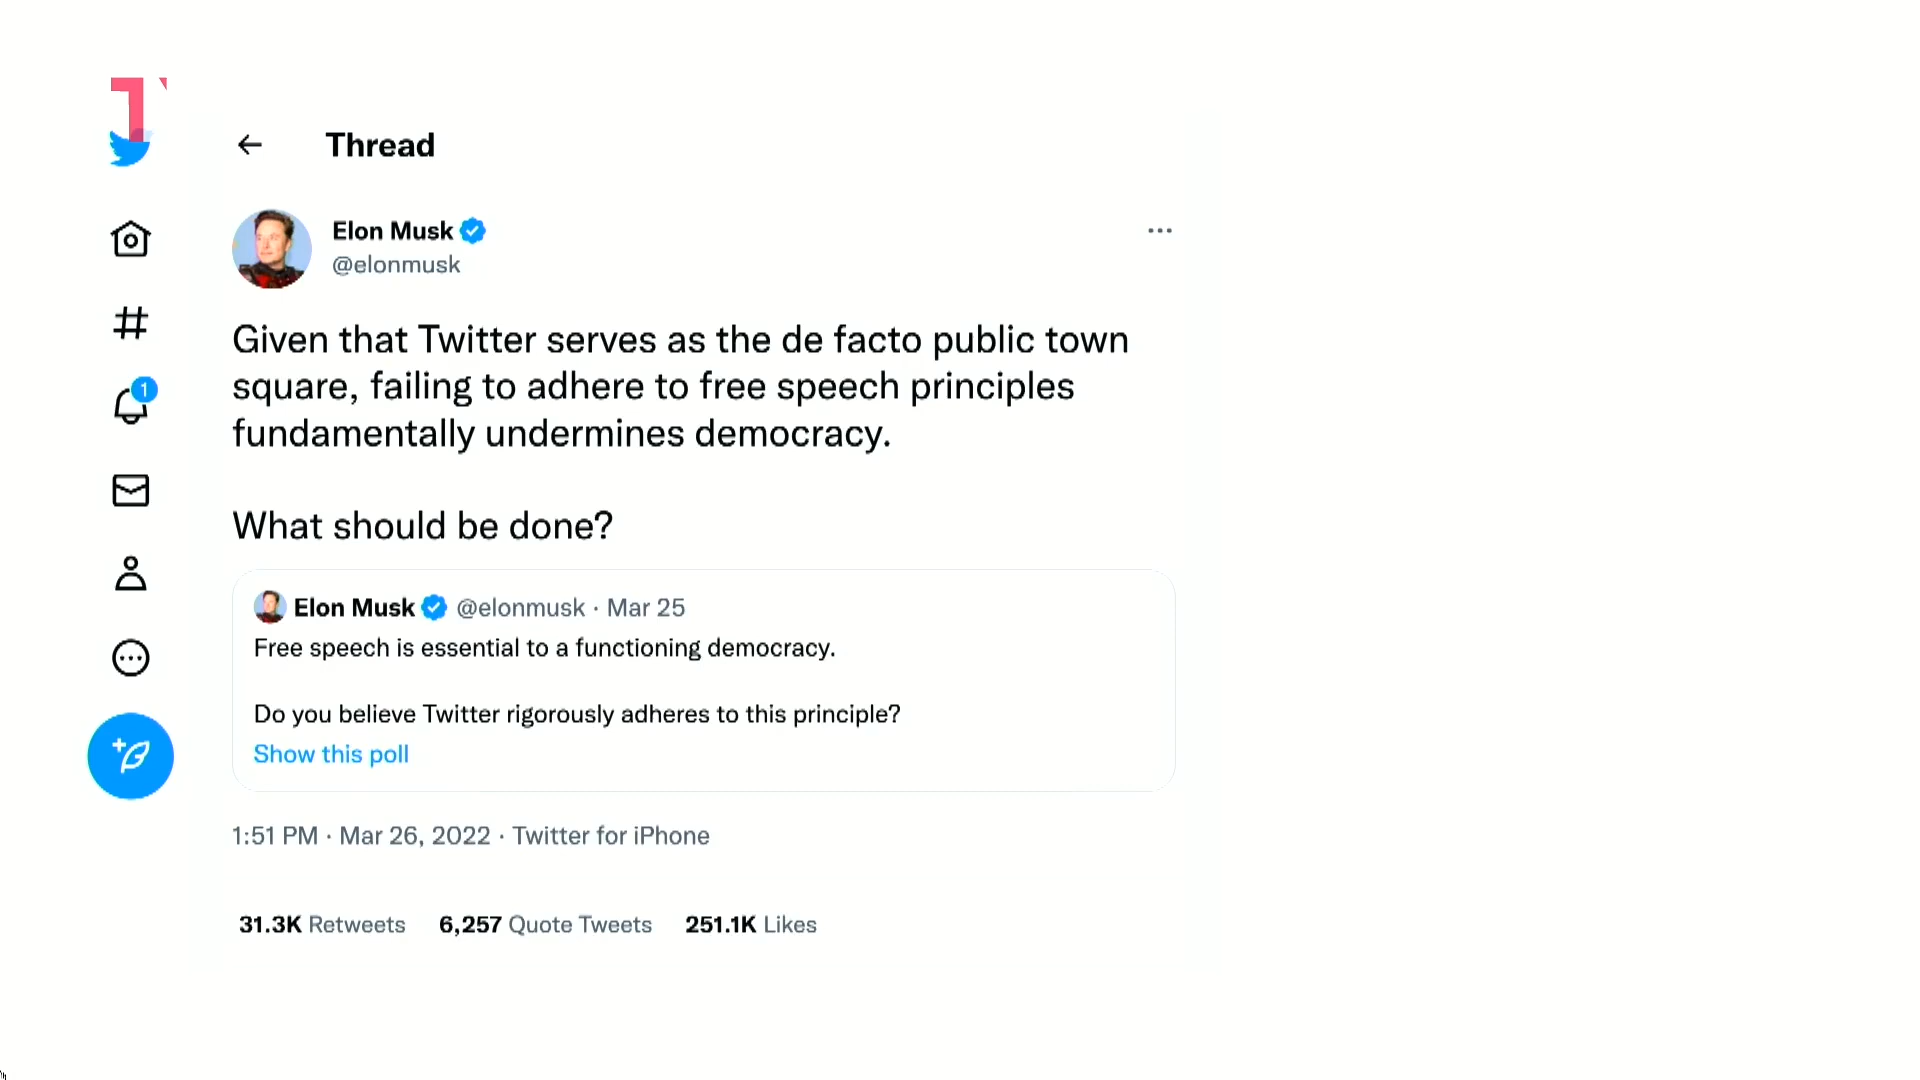 Thread
Elon Musk
@elonmusk
Given that Twitter serves as the de facto public town
square, failing to adhere to free speech principles
fundamentally undermines democracy.
What should be done?
Elon Musk @elonmusk · Mar 25
Free speech is essential to a functioning democracy.
Do you believe Twitter rigorously adheres to this principle?
Show this poll
1:51 PM · Mar 26, 2022 · Twitter for iPhone
31.3K Retweets 6,257 Quote Tweets 251.1K Likes
1